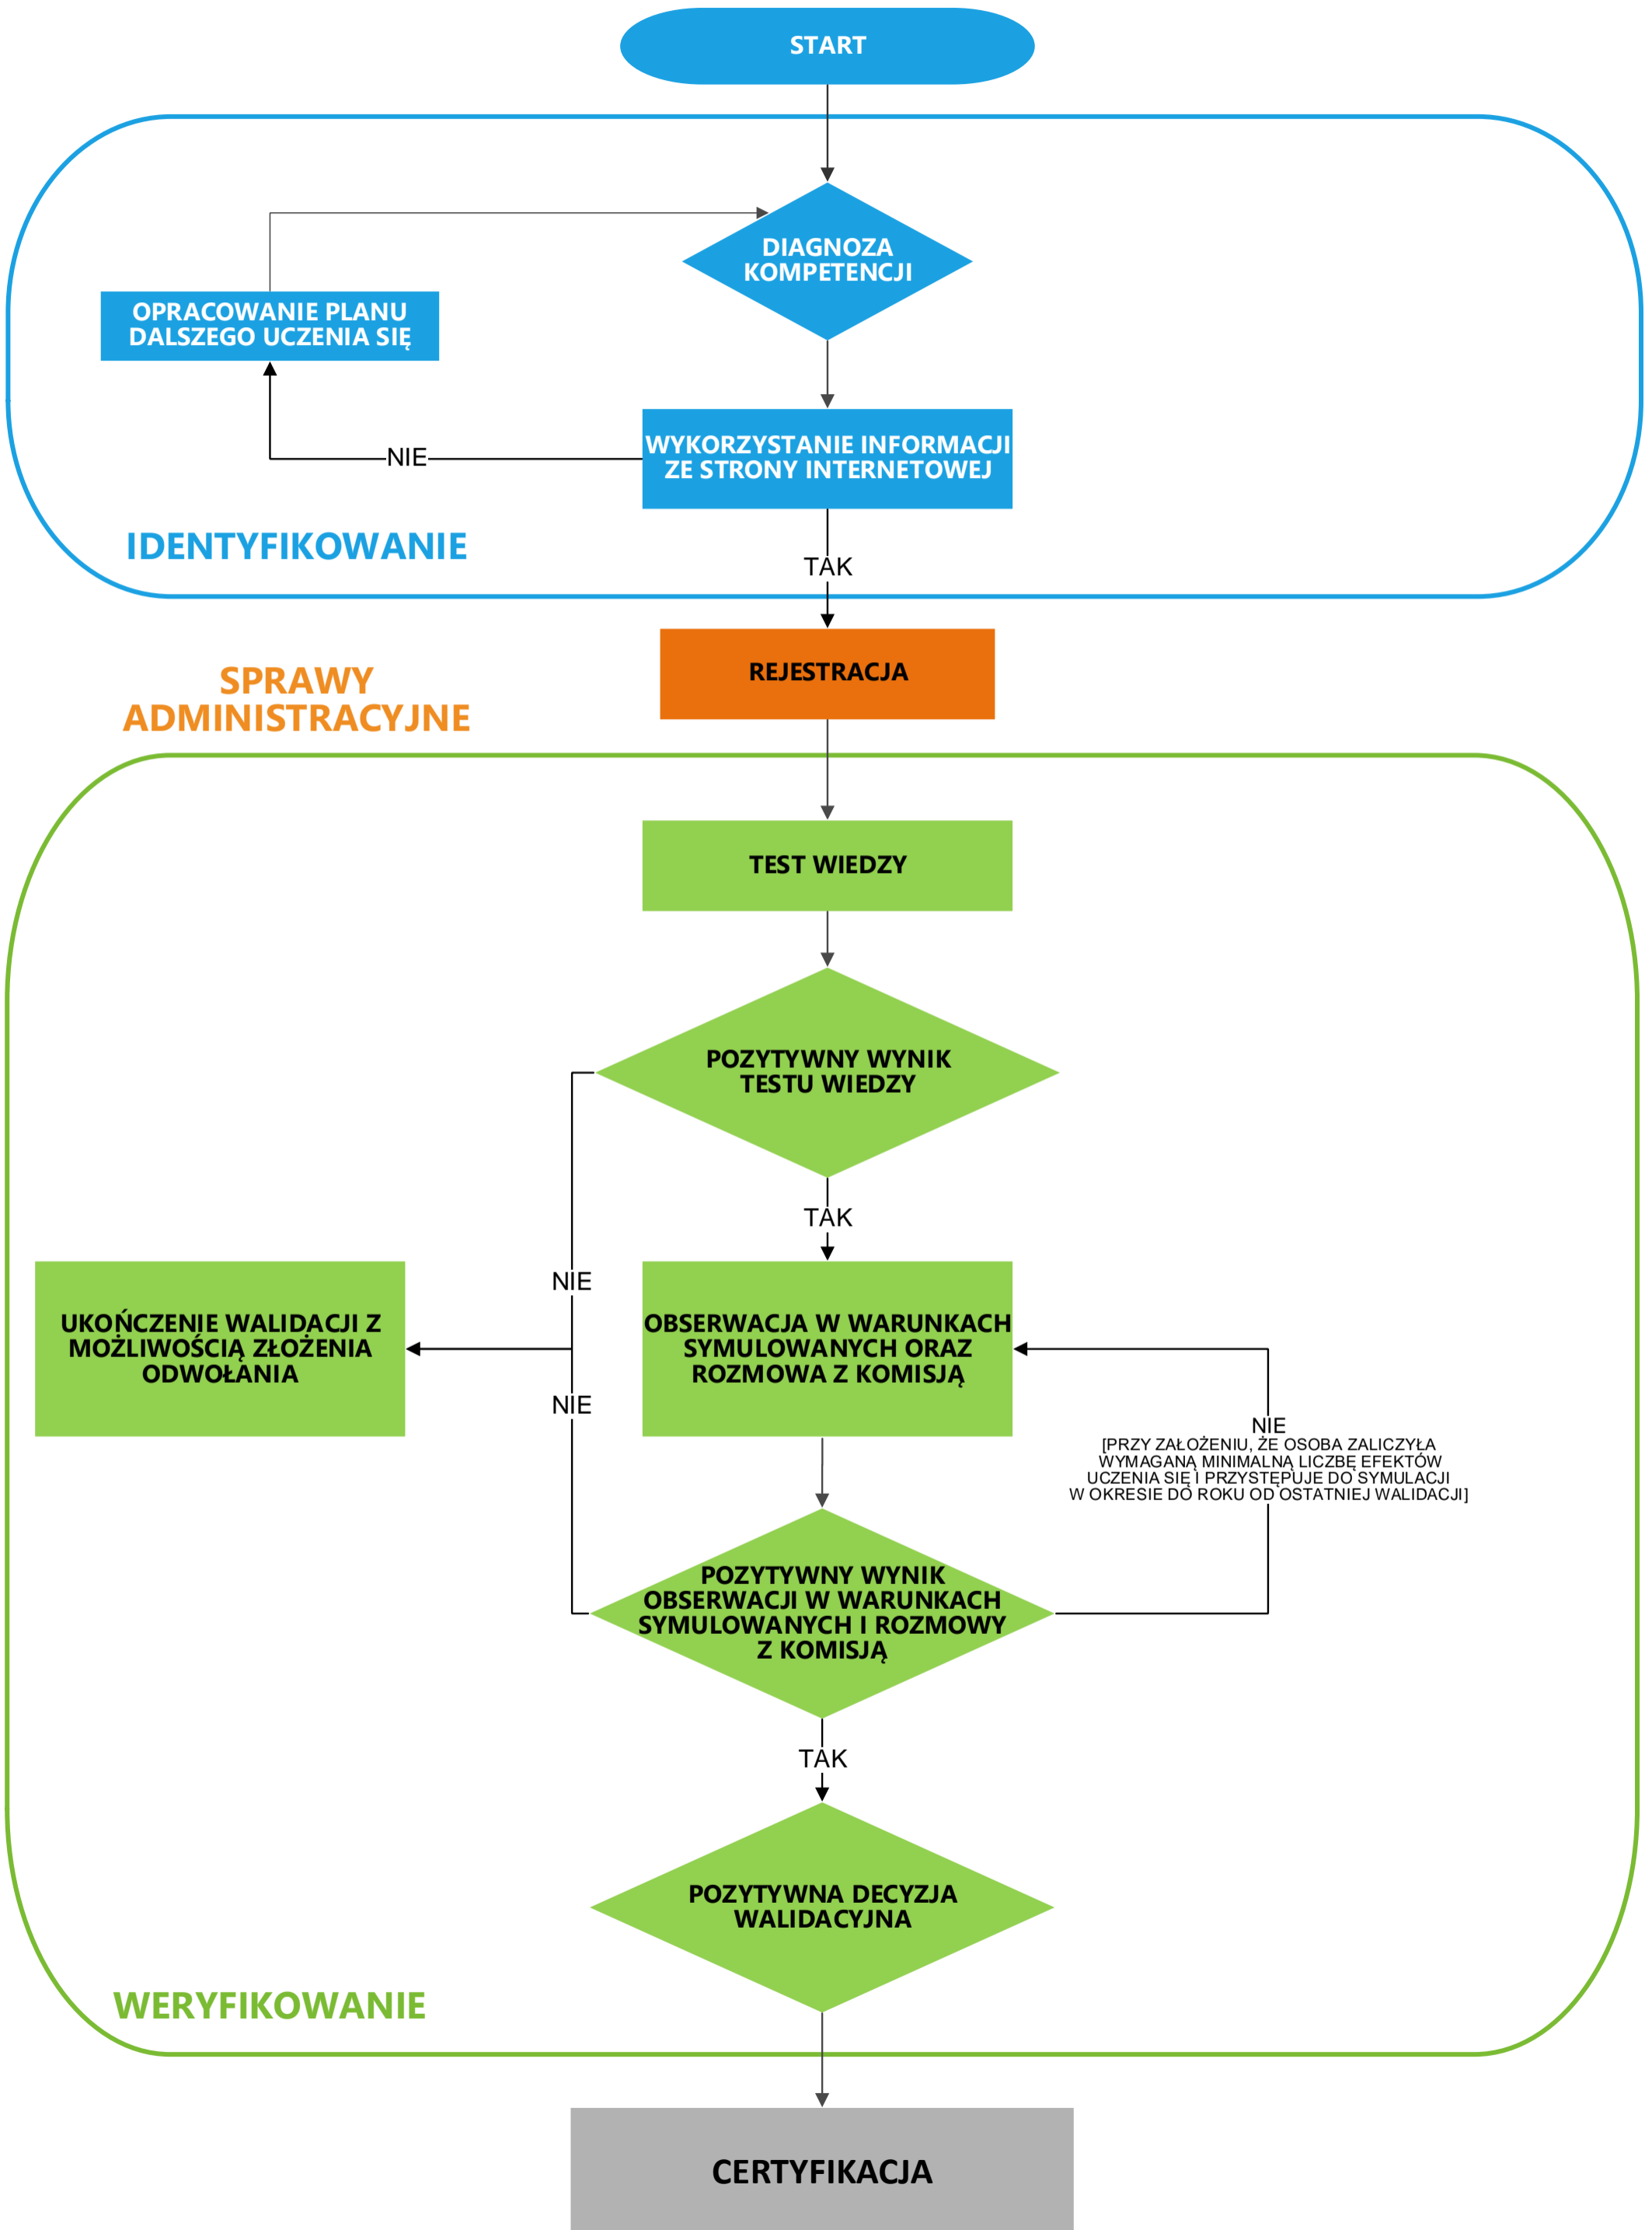 START
DIAGNOZA
KOMPETENCJI
OPRACOWANIE PLANU
DALSZEGO UCZENIA SIĘ
WYKORZYSTANIE INFORMACJI
ZE STRONY INTERNETOWEJ
NIE
IDENTYFIKOWANIE
TAK
REJESTRACJA
SPRAWY
ADMINISTRACYJNE
TEST WIEDZY
POZYTYWNY WYNIK
TESTU WIEDZY
TAK
NIE
UKOŃCZENIE WALIDACJI Z
MOŻLIWOŚCIĄ ZŁOŻENIA
ODWOŁANIA
OBSERWACJA W WARUNKACH
SYMULOWANYCH ORAZ
ROZMOWA Z KOMISJĄ
NIE
NIE
[PRZY ZAŁOŻENIU, ŻE OSOBA ZALICZYŁA
WYMAGANĄ MINIMALNĄ LICZBĘ EFEKTÓW
UCZENIA SIĘ I PRZYSTĘPUJE DO SYMULACJI
W OKRESIE DO ROKU OD OSTATNIEJ WALIDACJI]
POZYTYWNY WYNIK
OBSERWACJI W WARUNKACH
SYMULOWANYCH I ROZMOWY
Z KOMISJĄ
TAK
POZYTYWNA DECYZJA
WALIDACYJNA
WERYFIKOWANIE
CERTYFIKACJA